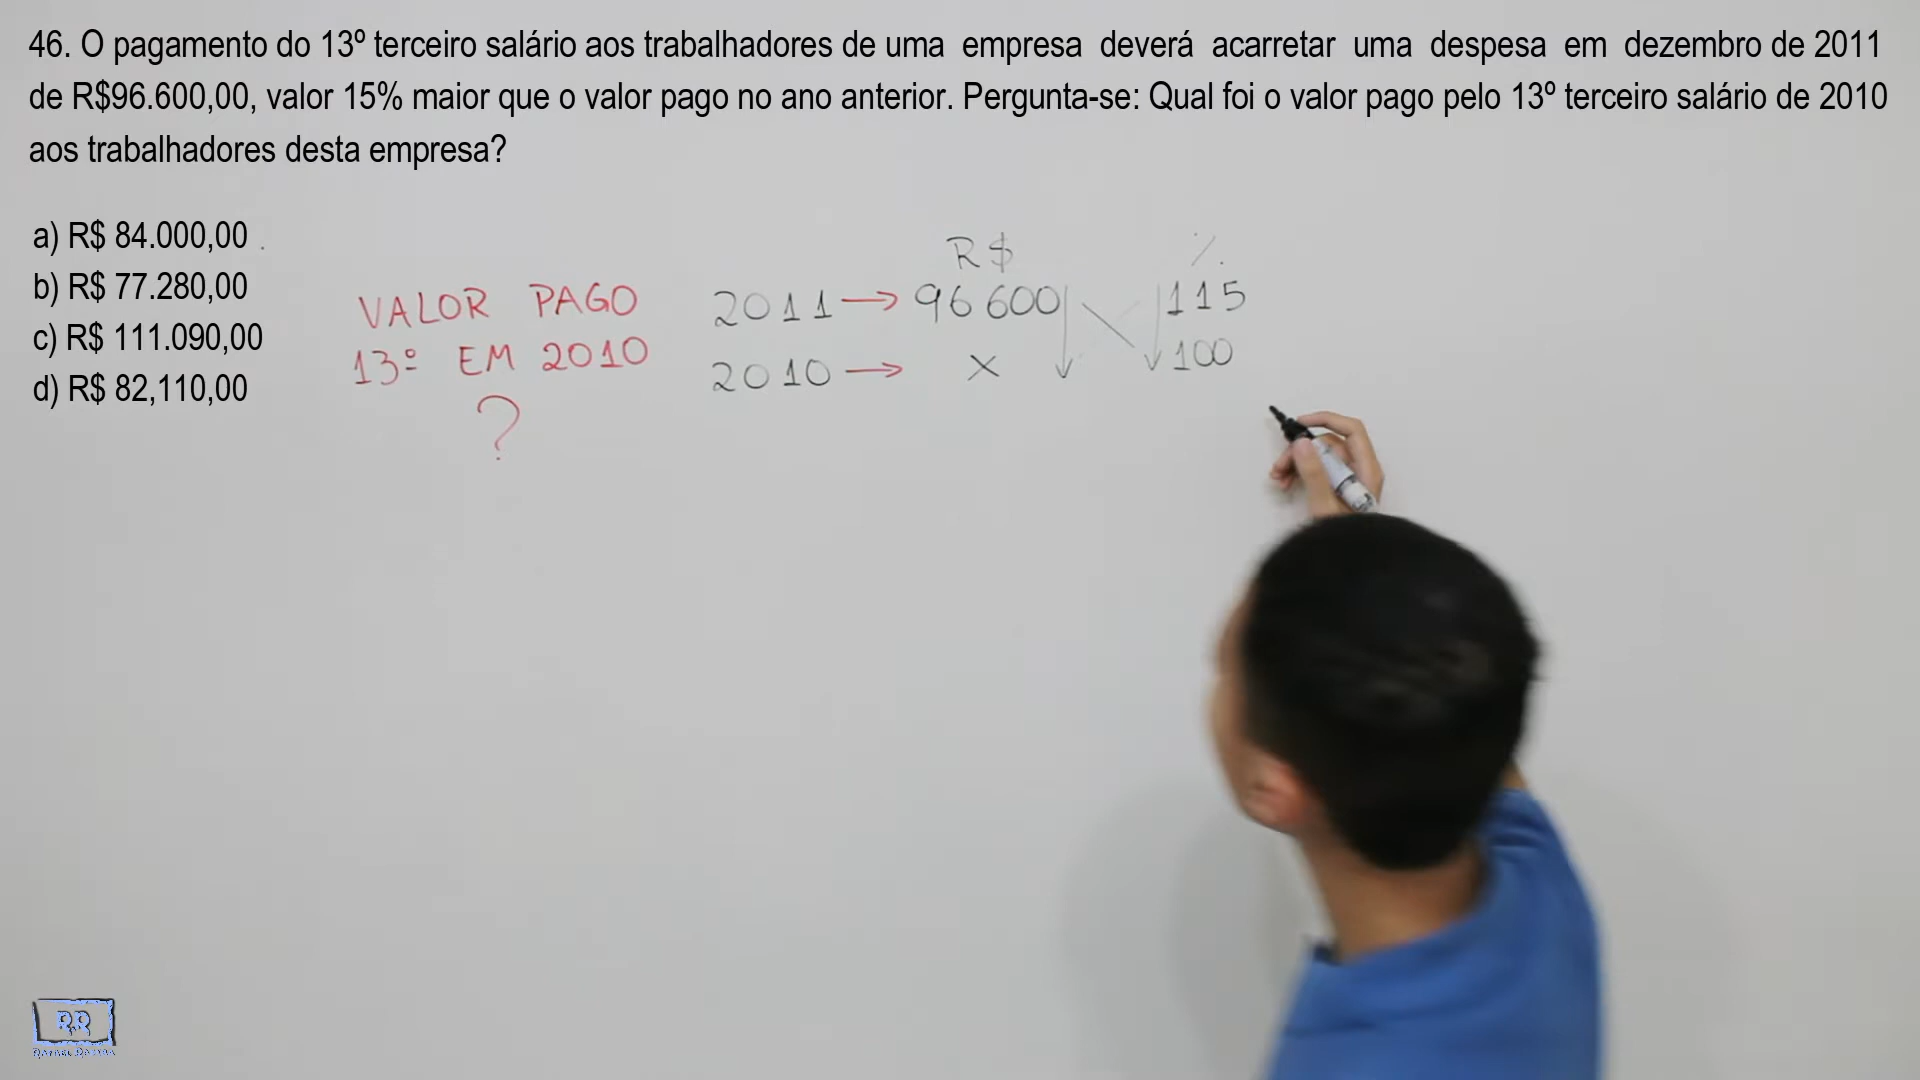 46. O pagamento do 13º terceiro salário aos trabalhadores de uma empresa deverá acarretar uma despesa em dezembro de 2011
de R$96.600,00, valor 15% maior que o valor pago no ano anterior. Pergunta-se: Qual foi o valor pago pelo 13º terceiro salário de 2010
aos trabalhadores desta empresa?
a) R$ 84.000,00
b) R$ 77.280,00
c) R$ 111.090,00
d) R$ 82,110,00
VALOR PAGO
13º EM 2010
?
R$ %
2011 → 96 600 115
2010 → x 100
RR